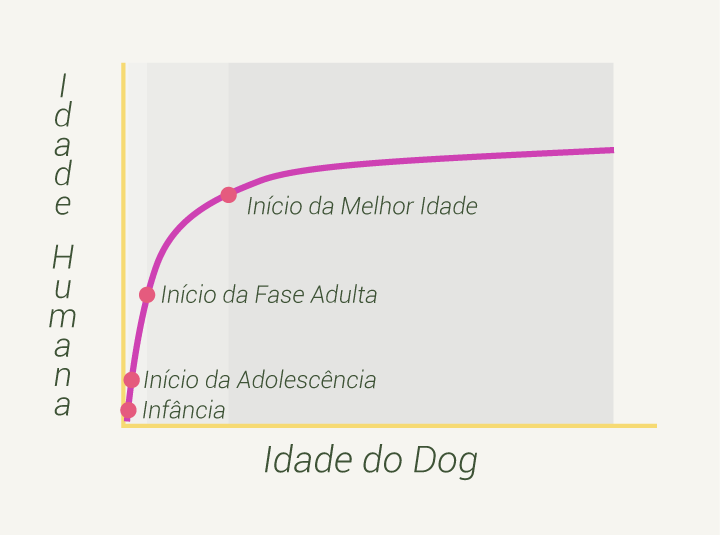 Idade Humana
Início da Melhor Idade
Início da Fase Adulta
Início da Adolescência
Infância
Idade do Dog